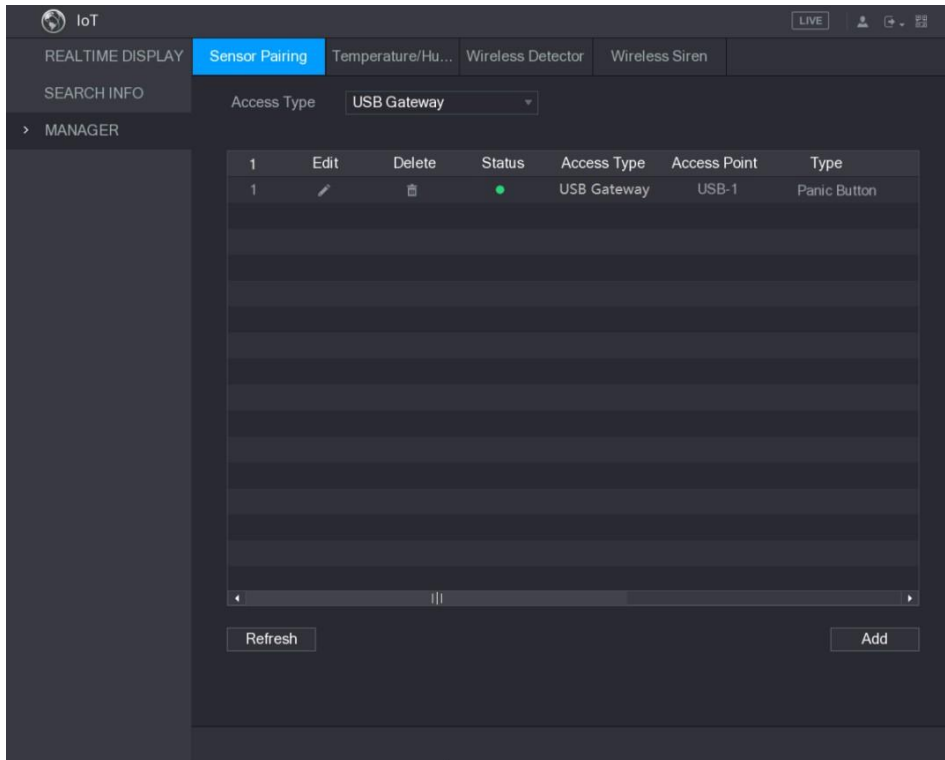 IoT LIVE
REALTIME DISPLAY
SEARCH INFO
> MANAGER
Sensor Pairing Temperature/Hu... Wireless Detector Wireless Siren
Access Type USB Gateway
1 Edit Delete Status Access Type Access Point Type
1 USB Gateway USB-1 Panic Button
Refresh Add